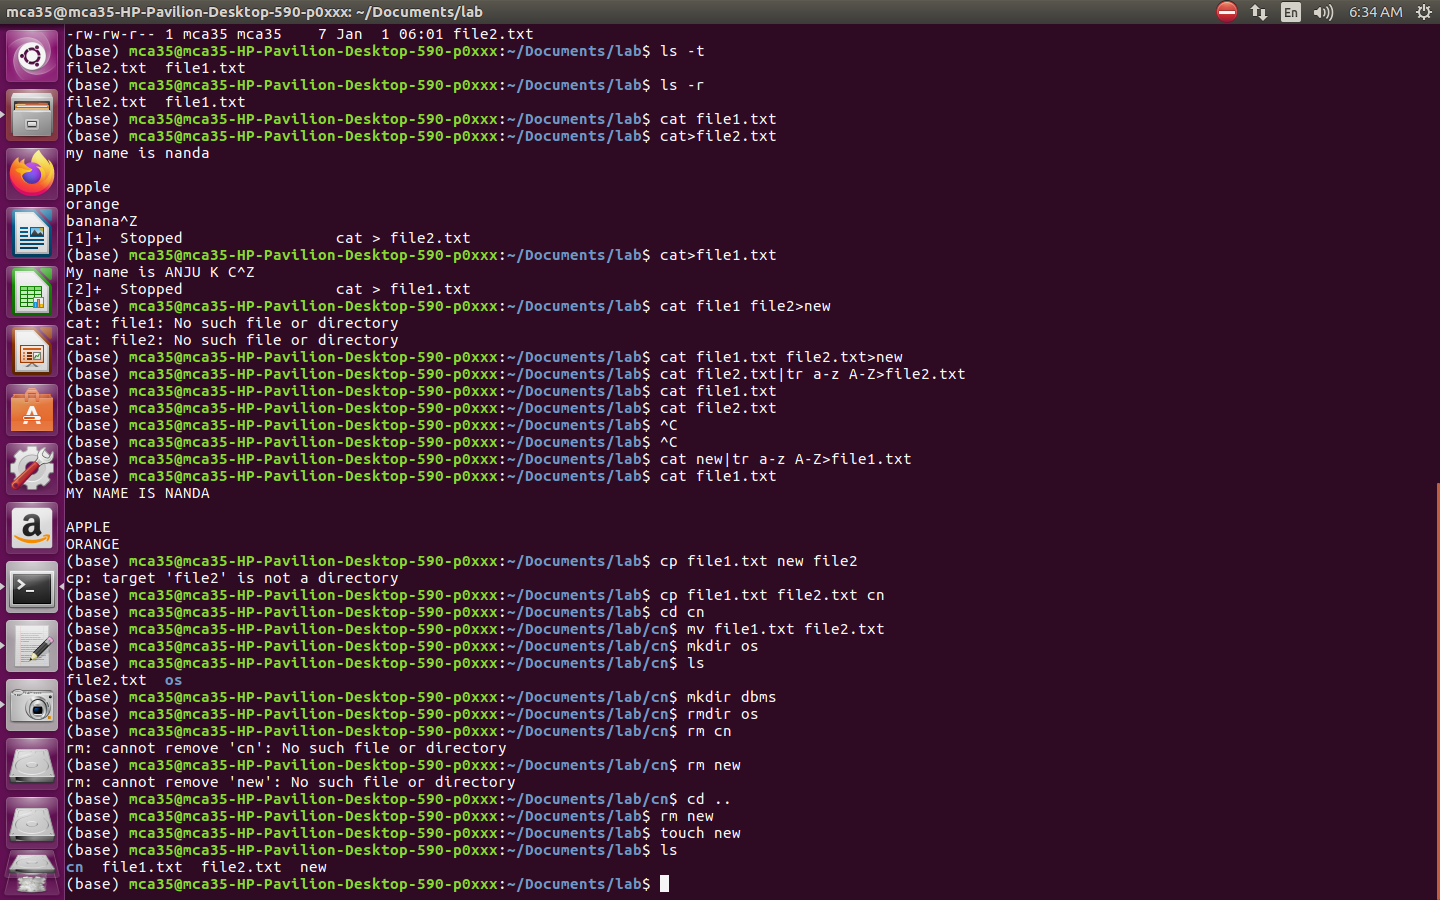 mca35@mca35-HP-Pavilion-Desktop-590-p0xxx: ~/Documents/lab
En
6:34 AM
-rw-rw-r-- 1 mca35 mca35    7 Jan  1 06:01 file2.txt
(base) mca35@mca35-HP-Pavilion-Desktop-590-p0xxx:~/Documents/lab$ ls -t
file2.txt  file1.txt
(base) mca35@mca35-HP-Pavilion-Desktop-590-p0xxx:~/Documents/lab$ ls -r
file2.txt  file1.txt
(base) mca35@mca35-HP-Pavilion-Desktop-590-p0xxx:~/Documents/lab$ cat file1.txt
(base) mca35@mca35-HP-Pavilion-Desktop-590-p0xxx:~/Documents/lab$ cat>file2.txt
my name is nanda

apple
orange
banana^Z
[1]+  Stopped                 cat > file2.txt
(base) mca35@mca35-HP-Pavilion-Desktop-590-p0xxx:~/Documents/lab$ cat>file1.txt
My name is ANJU K C^Z
[2]+  Stopped                 cat > file1.txt
(base) mca35@mca35-HP-Pavilion-Desktop-590-p0xxx:~/Documents/lab$ cat file1 file2>new
cat: file1: No such file or directory
cat: file2: No such file or directory
(base) mca35@mca35-HP-Pavilion-Desktop-590-p0xxx:~/Documents/lab$ cat file1.txt file2.txt>new
(base) mca35@mca35-HP-Pavilion-Desktop-590-p0xxx:~/Documents/lab$ cat file2.txt|tr a-z A-Z>file2.txt
(base) mca35@mca35-HP-Pavilion-Desktop-590-p0xxx:~/Documents/lab$ cat file1.txt
(base) mca35@mca35-HP-Pavilion-Desktop-590-p0xxx:~/Documents/lab$ cat file2.txt
(base) mca35@mca35-HP-Pavilion-Desktop-590-p0xxx:~/Documents/lab$ ^C
(base) mca35@mca35-HP-Pavilion-Desktop-590-p0xxx:~/Documents/lab$ ^C
(base) mca35@mca35-HP-Pavilion-Desktop-590-p0xxx:~/Documents/lab$ cat new|tr a-z A-Z>file1.txt
(base) mca35@mca35-HP-Pavilion-Desktop-590-p0xxx:~/Documents/lab$ cat file1.txt
MY NAME IS NANDA

APPLE
ORANGE
(base) mca35@mca35-HP-Pavilion-Desktop-590-p0xxx:~/Documents/lab$ cp file1.txt new file2
cp: target 'file2' is not a directory
(base) mca35@mca35-HP-Pavilion-Desktop-590-p0xxx:~/Documents/lab$ cp file1.txt file2.txt cn
(base) mca35@mca35-HP-Pavilion-Desktop-590-p0xxx:~/Documents/lab$ cd cn
(base) mca35@mca35-HP-Pavilion-Desktop-590-p0xxx:~/Documents/lab/cn$ mv file1.txt file2.txt
(base) mca35@mca35-HP-Pavilion-Desktop-590-p0xxx:~/Documents/lab/cn$ mkdir os
(base) mca35@mca35-HP-Pavilion-Desktop-590-p0xxx:~/Documents/lab/cn$ ls
file2.txt  os
(base) mca35@mca35-HP-Pavilion-Desktop-590-p0xxx:~/Documents/lab/cn$ mkdir dbms
(base) mca35@mca35-HP-Pavilion-Desktop-590-p0xxx:~/Documents/lab/cn$ rmdir os
(base) mca35@mca35-HP-Pavilion-Desktop-590-p0xxx:~/Documents/lab/cn$ rm cn
rm: cannot remove 'cn': No such file or directory
(base) mca35@mca35-HP-Pavilion-Desktop-590-p0xxx:~/Documents/lab/cn$ rm new
rm: cannot remove 'new': No such file or directory
(base) mca35@mca35-HP-Pavilion-Desktop-590-p0xxx:~/Documents/lab/cn$ cd ..
(base) mca35@mca35-HP-Pavilion-Desktop-590-p0xxx:~/Documents/lab$ rm new
(base) mca35@mca35-HP-Pavilion-Desktop-590-p0xxx:~/Documents/lab$ touch new
(base) mca35@mca35-HP-Pavilion-Desktop-590-p0xxx:~/Documents/lab$ ls
cn  file1.txt  file2.txt  new
(base) mca35@mca35-HP-Pavilion-Desktop-590-p0xxx:~/Documents/lab$